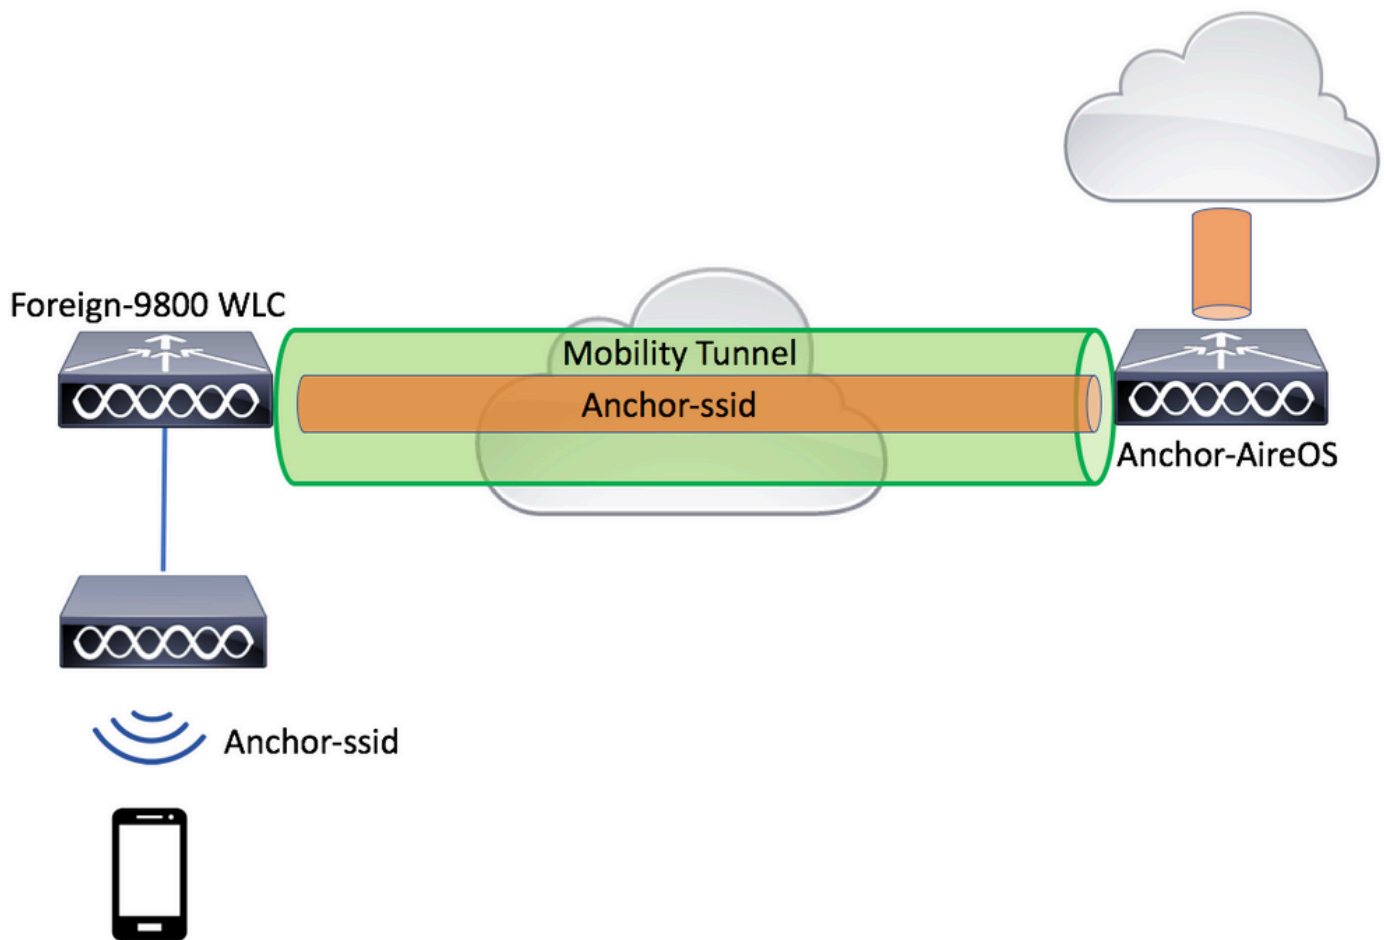 Foreign-9800 WLC
Mobility Tunnel
Anchor-ssid
Anchor-AireOS
Anchor-ssid